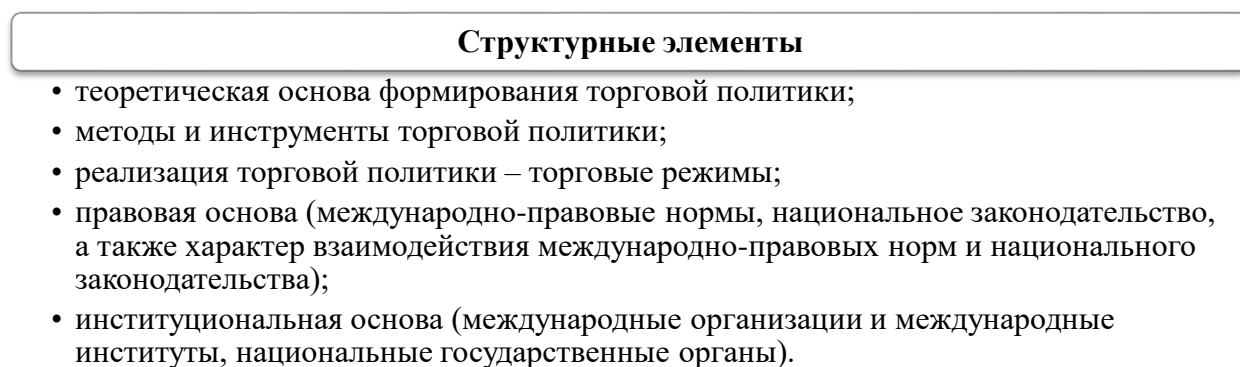 Структурные элементы
• теоретическая основа формирования торговой политики;
• методы и инструменты торговой политики;
• реализация торговой политики – торговые режимы;
• правовая основа (международно-правовые нормы, национальное законодательство,
а также характер взаимодействия международно-правовых норм и национального
законодательства);
• институциональная основа (международные организации и международные
институты, национальные государственные органы).